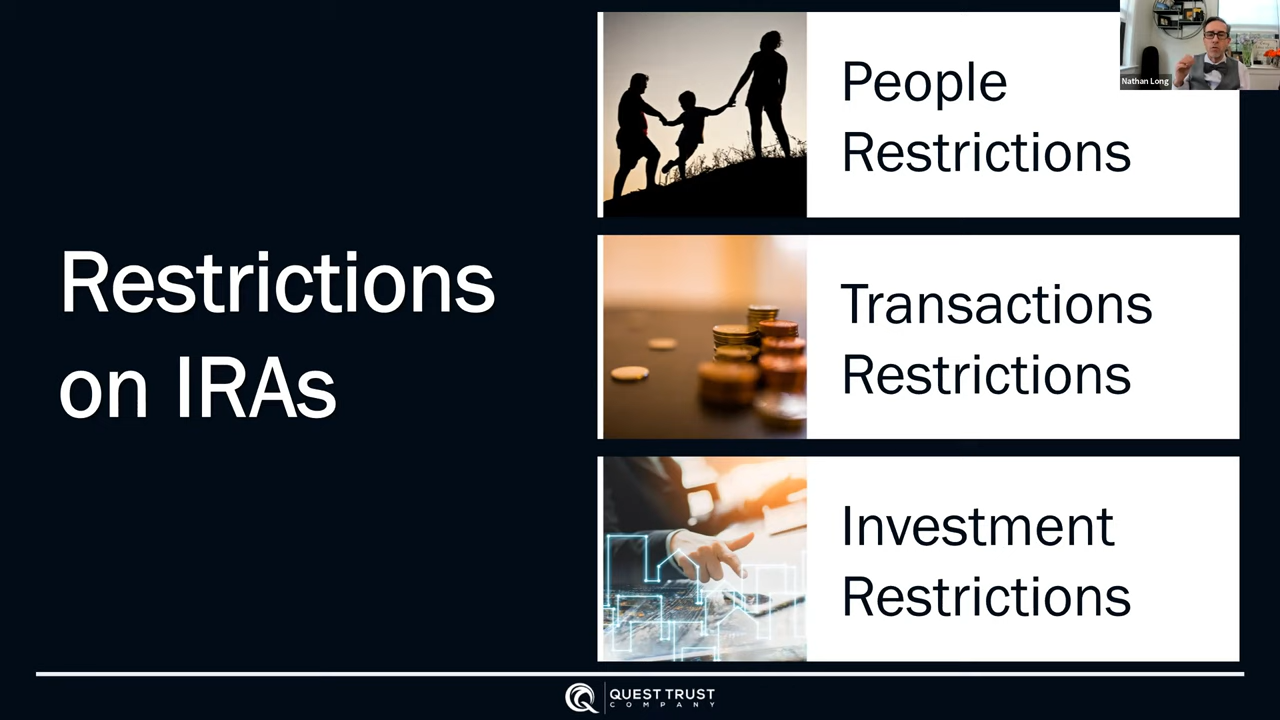 Restrictions
on IRAs
People
Restrictions
Transactions
Restrictions
Investment
Restrictions
Nathan Long
QUEST TRUST
COMPANY